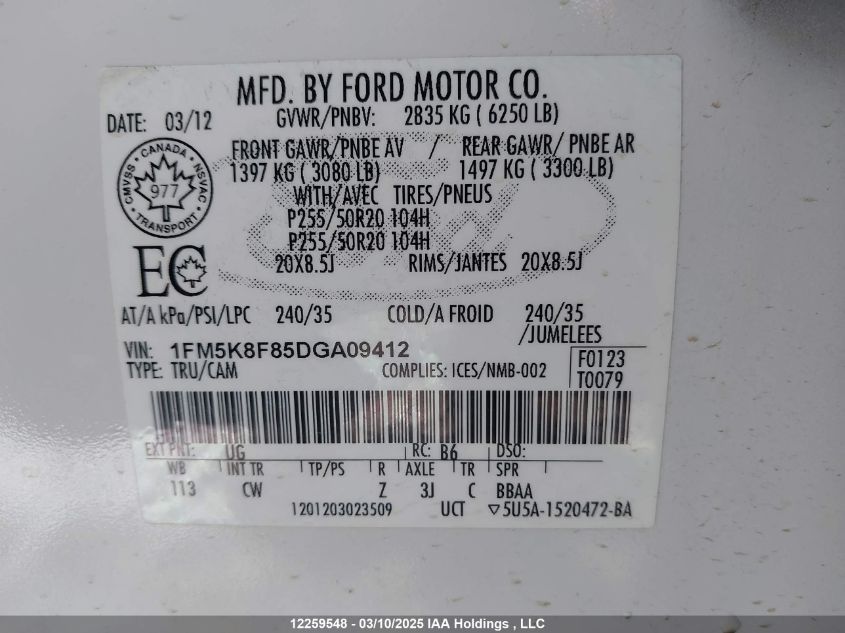 MFD. BY FORD MOTOR CO.
DATE: 03/12 GVWR/PNBV: 2835 KG ( 6250 LB)
FRONT GAWR/PNBE AV / REAR GAWR/ PNBE AR
1397 KG ( 3080 LB) 1497 KG ( 3300 LB)
CMVSS • CANADA • NSVAC • TRANSPORT •
977
WITH/AVEC TIRES/PNEUS
P255/50R20 104H
P255/50R20 104H
EC
20X8.5J RIMS/JANTES 20X8.5J
AT/A kPa/PSI/LPC 240/35 COLD/A FROID 240/35
/JUMELEES
VIN: 1FM5K8F85DGA09412
TYPE: TRU/CAM COMPLIES: ICES/NMB-002
F0123
T0079
EXT PNT: UG RC: B6 DSO:
WB INT TR TP/PS R AXLE TR SPR
113 CW Z 3J C BBAA
1201203023509 UCT ▽5U5A-1520472-BA
12259548 - 03/10/2025 IAA Holdings , LLC